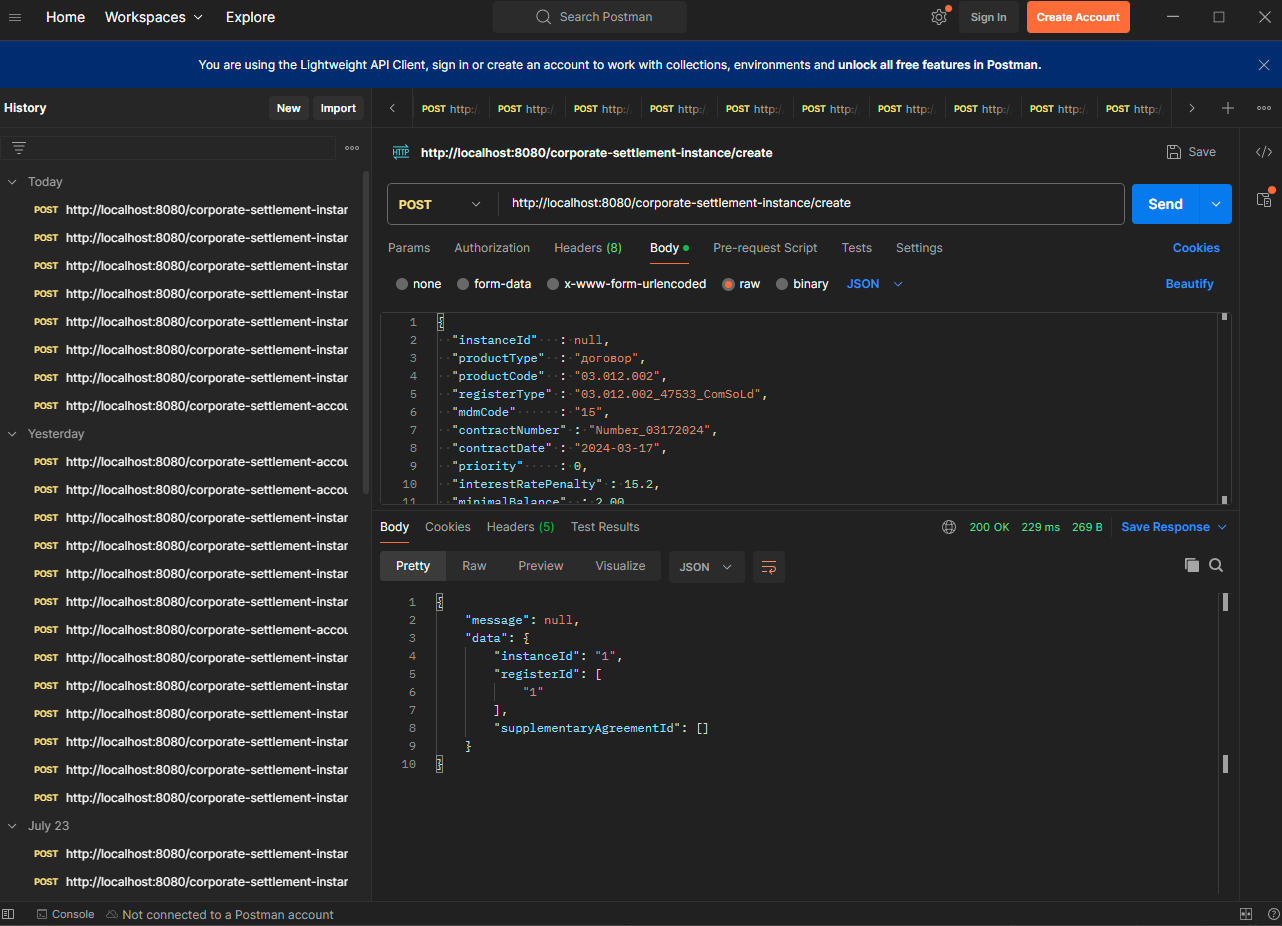 Home Workspaces Explore Search Postman Sign In Create Account
You are using the Lightweight API Client, sign in or create an account to work with collections, environments and unlock all free features in Postman.
History New Import
POST http:/ POST http:/ POST http:/ POST http:/ POST http:/ POST http:/ POST http:/ POST http:/ POST http:/ POST http:/
Today
POST http://localhost:8080/corporate-settlement-instar
POST http://localhost:8080/corporate-settlement-instar
POST http://localhost:8080/corporate-settlement-instar
POST http://localhost:8080/corporate-settlement-instar
POST http://localhost:8080/corporate-settlement-instar
POST http://localhost:8080/corporate-settlement-instar
POST http://localhost:8080/corporate-settlement-instar
POST http://localhost:8080/corporate-settlement-accou
Yesterday
POST http://localhost:8080/corporate-settlement-accou
POST http://localhost:8080/corporate-settlement-accou
POST http://localhost:8080/corporate-settlement-instar
POST http://localhost:8080/corporate-settlement-instar
POST http://localhost:8080/corporate-settlement-instar
POST http://localhost:8080/corporate-settlement-instar
POST http://localhost:8080/corporate-settlement-accou
POST http://localhost:8080/corporate-settlement-instar
POST http://localhost:8080/corporate-settlement-instar
POST http://localhost:8080/corporate-settlement-instar
POST http://localhost:8080/corporate-settlement-instar
POST http://localhost:8080/corporate-settlement-instar
POST http://localhost:8080/corporate-settlement-instar
July 23
POST http://localhost:8080/corporate-settlement-instar
POST http://localhost:8080/corporate-settlement-instar
HTTP http://localhost:8080/corporate-settlement-instance/create Save </>
POST http://localhost:8080/corporate-settlement-instance/create Send
Params Authorization Headers (8) Body Pre-request Script Tests Settings Cookies
none form-data x-www-form-urlencoded raw binary JSON Beautify
1 {
2 "instanceId" : null,
3 "productType" : "договор",
4 "productCode" : "03.012.002",
5 "registerType" : "03.012.002_47533_ComSoLd",
6 "mdmCode" : "15",
7 "contractNumber" : "Number_03172024",
8 "contractDate" : "2024-03-17",
9 "priority" : 0,
10 "interestRatePenalty" : 15.2,
11 "minimalBalance" : 2.00
Body Cookies Headers (5) Test Results 200 OK 229 ms 269 B Save Response
Pretty Raw Preview Visualize JSON
1 {
2 "message": null,
3 "data": {
4 "instanceId": "1",
5 "registerId": [
6 "1"
7 ],
8 "supplementaryAgreementId": []
9 }
10 }
Console Not connected to a Postman account